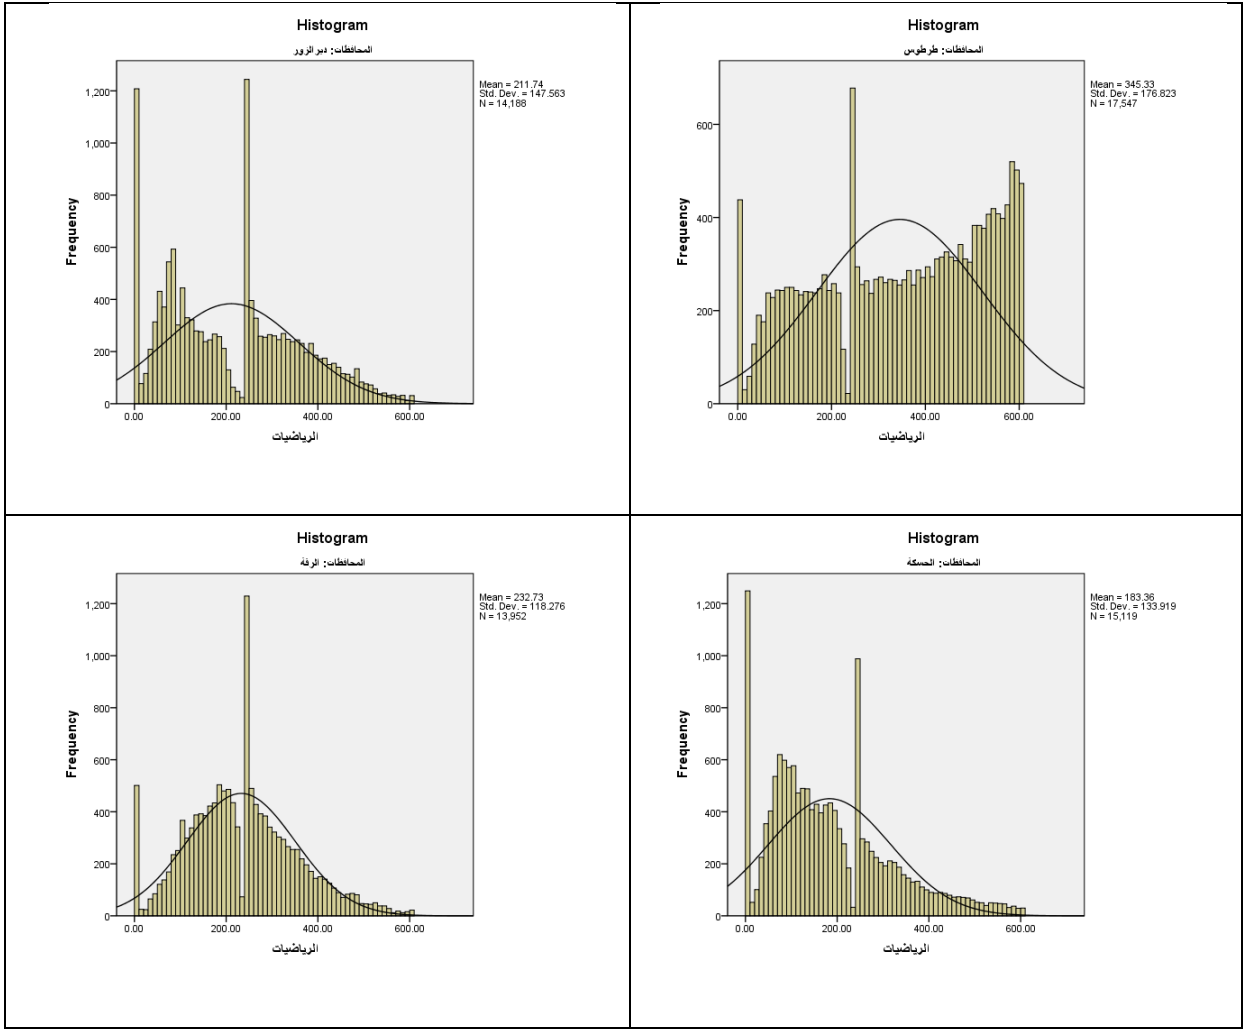 Histogram
المحافظات: دير الزور
Mean = 211.74
Std. Dev. = 147.563
N = 14,188
Frequency
1,200
1,000
800
600
400
200
0
0.00 200.00 400.00 600.00
الرياضيات
Histogram
المحافظات: طرطوس
Mean = 345.33
Std. Dev. = 176.823
N = 17,547
Frequency
600
400
200
0
0.00 200.00 400.00 600.00
الرياضيات
Histogram
المحافظات: الرقة
Mean = 232.73
Std. Dev. = 118.276
N = 13,952
Frequency
1,200
1,000
800
600
400
200
0
0.00 200.00 400.00 600.00
الرياضيات
Histogram
المحافظات: الحسكة
Mean = 183.36
Std. Dev. = 133.919
N = 15,119
Frequency
1,200
1,000
800
600
400
200
0
0.00 200.00 400.00 600.00
الرياضيات